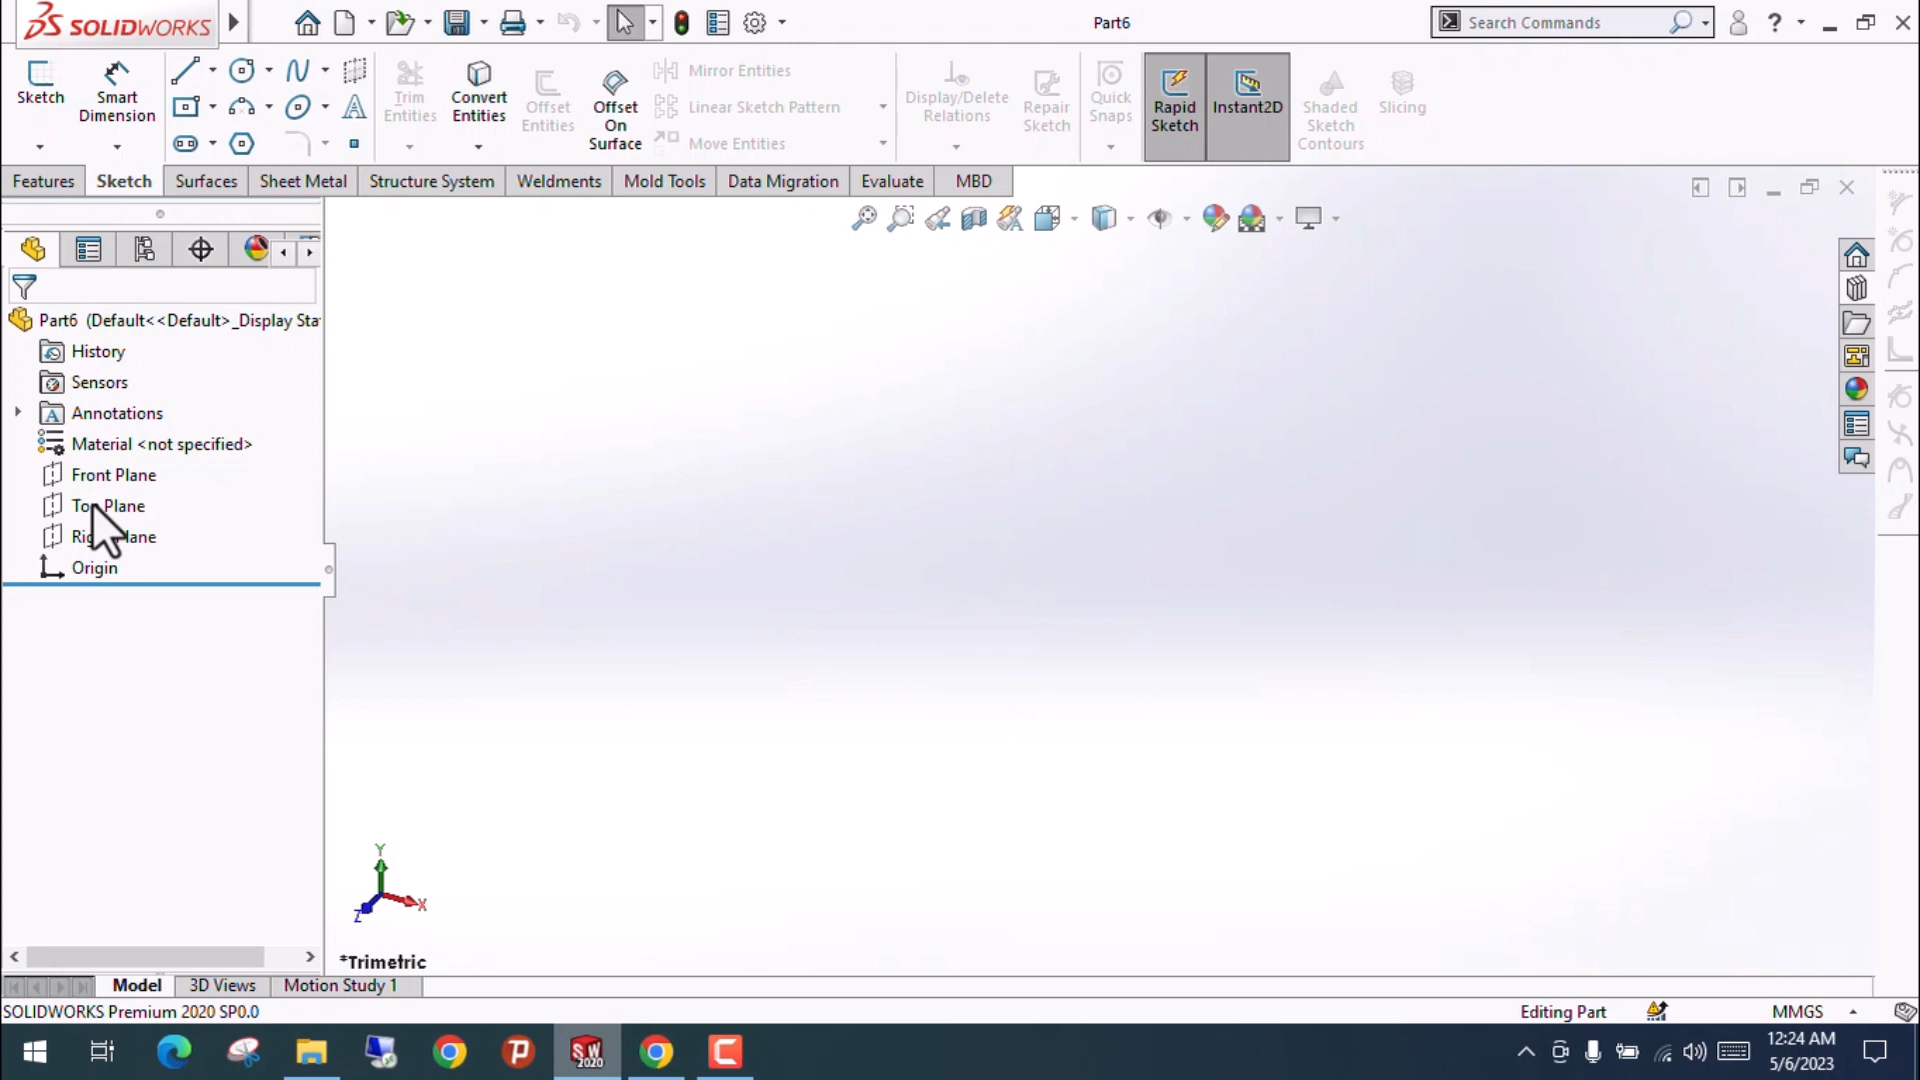 SOLIDWORKS
Part6
Search Commands
?
Sketch
Smart
Dimension
Trim
Entities
Convert
Entities
Offset
Entities
Offset
On
Surface
Mirror Entities
Linear Sketch Pattern
Move Entities
Display/Delete
Relations
Repair
Sketch
Quick
Snaps
Rapid
Sketch
Instant2D
Shaded
Sketch
Contours
Slicing
Features
Sketch
Surfaces
Sheet Metal
Structure System
Weldments
Mold Tools
Data Migration
Evaluate
MBD
Part6 (Default<<Default>_Display Sta
History
Sensors
Annotations
Material <not specified>
Front Plane
Plane
Origin
Y
X
Z
*Trimetric
Model
3D Views
Motion Study 1
SOLIDWORKS Premium 2020 SP0.0
Editing Part
MMGS
SW
2020
12:24 AM
5/6/2023